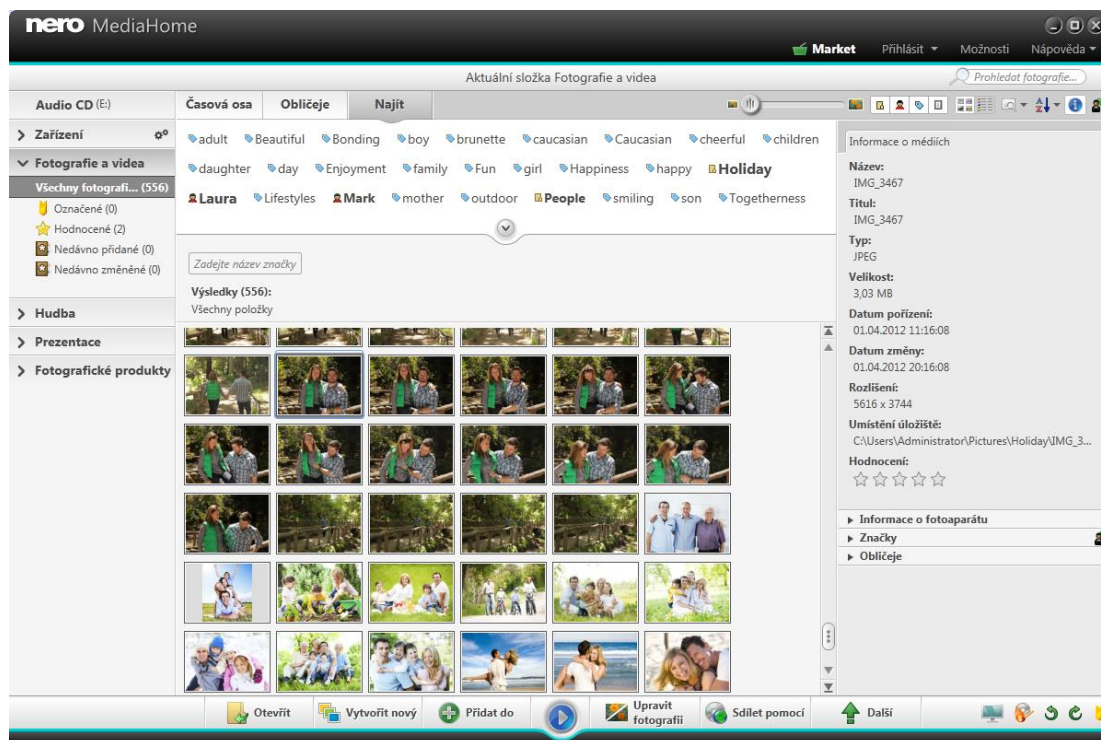 nero MediaHome
Market Přihlásit Možnosti Nápověda
Aktuální složka Fotografie a videa
Prohledat fotografie...
Audio CD (E:)
Zařízení
Fotografie a videa
Všechny fotografi... (556)
Označené (0)
Hodnocené (2)
Nedávno přidané (0)
Nedávno změněné (0)
Hudba
Prezentace
Fotografické produkty
Časová osa Obličeje Najít
adult Beautiful Bonding boy brunette caucasian Caucasian cheerful children
daughter day Enjoyment family Fun girl Happiness happy Holiday
Laura Lifestyles Mark mother outdoor People smiling son Togetherness
Zadejte název značky
Výsledky (556):
Všechny položky
Informace o médiích
Název:
IMG_3467
Titul:
IMG_3467
Typ:
JPEG
Velikost:
3,03 MB
Datum pořízení:
01.04.2012 11:16:08
Datum změny:
01.04.2012 20:16:08
Rozlišení:
5616 x 3744
Umístění úložiště:
C:\Users\Administrator\Pictures\Holiday\IMG_3...
Hodnocení:
Informace o fotoaparátu
Značky
Obličeje
Otevřít Vytvořit nový Přidat do Upravit
fotografii
Sdílet pomocí Další